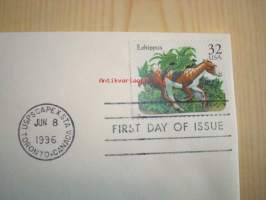 Eohippus
32
USA
USPS CAPEX STA
JUN 8
1996
TORONTO, CANADA
FIRST DAY OF ISSUE